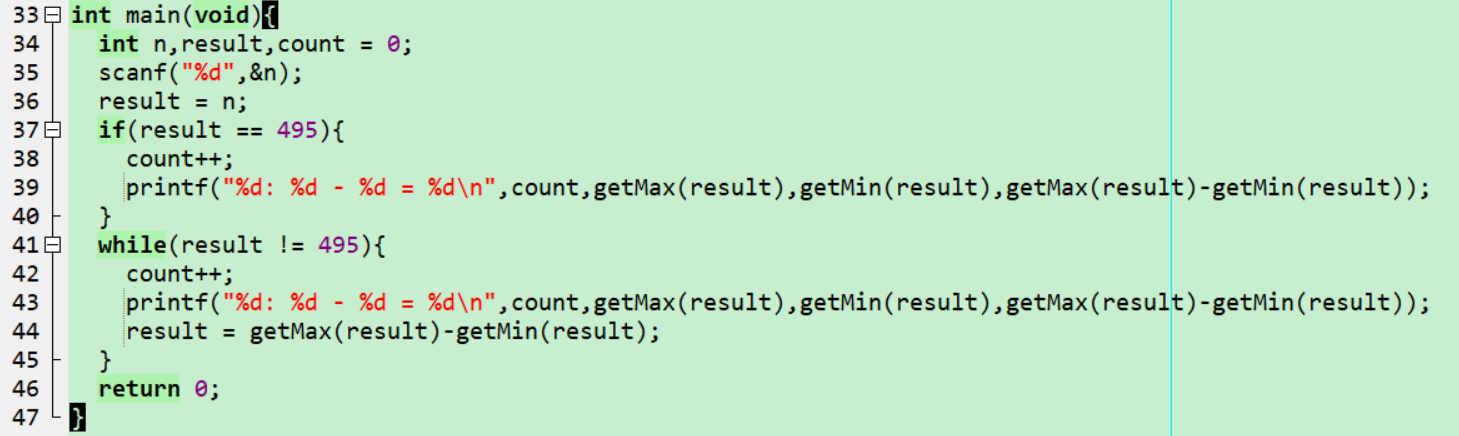 33 int main(void){
34   int n,result,count = 0;
35   scanf("%d",&n);
36   result = n;
37   if(result == 495){
38     count++;
39     printf("%d: %d - %d = %d\n",count,getMax(result),getMin(result),getMax(result)-getMin(result));
40   }
41   while(result != 495){
42     count++;
43     printf("%d: %d - %d = %d\n",count,getMax(result),getMin(result),getMax(result)-getMin(result));
44     result = getMax(result)-getMin(result);
45   }
46   return 0;
47 }